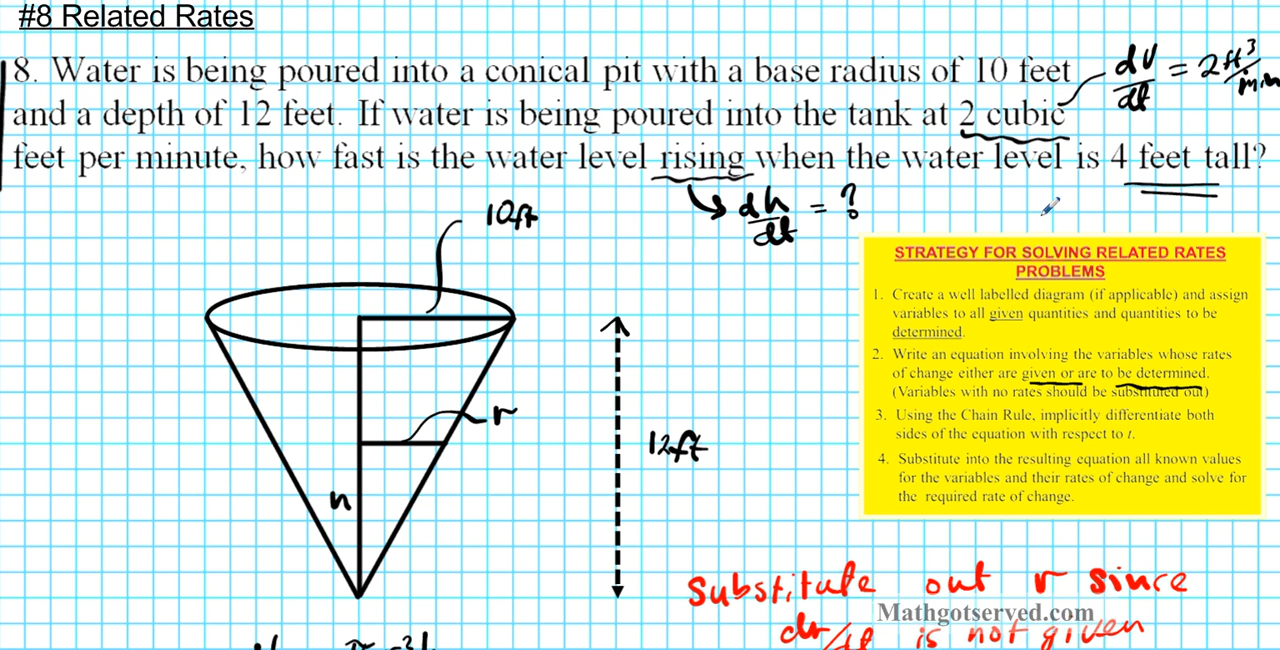 #8 Related Rates
8. Water is being poured into a conical pit with a base radius of 10 feet
and a depth of 12 feet. If water is being poured into the tank at 2 cubic
feet per minute, how fast is the water level rising when the water level is 4 feet tall?
dV/dt = 2 ft³/min
dh/dt = ?
10ft
r
12ft
h
STRATEGY FOR SOLVING RELATED RATES
PROBLEMS
1. Create a well labelled diagram (if applicable) and assign
variables to all given quantities and quantities to be
determined.
2. Write an equation involving the variables whose rates
of change either are given or are to be determined.
(Variables with no rates should be substituted out)
3. Using the Chain Rule, implicitly differentiate both
sides of the equation with respect to t.
4. Substitute into the resulting equation all known values
for the variables and their rates of change and solve for
the required rate of change.
Substitute out r since
Mathgotserved.com
dr/dt is not given